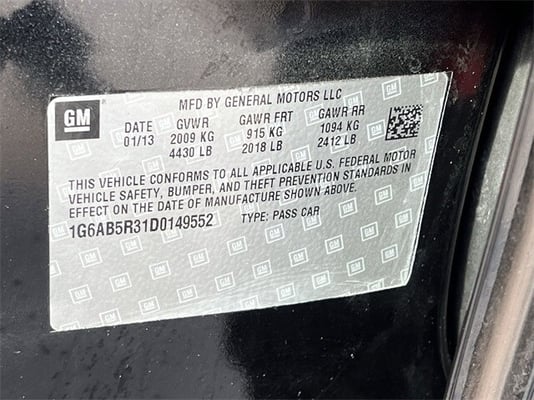 GM
MFD BY GENERAL MOTORS LLC
DATE GVWR GAWR FRT GAWR RR
01/13 2009 KG 915 KG 1094 KG
4430 LB 2018 LB 2412 LB
THIS VEHICLE CONFORMS TO ALL APPLICABLE U.S. FEDERAL MOTOR
VEHICLE SAFETY, BUMPER, AND THEFT PREVENTION STANDARDS IN
EFFECT ON THE DATE OF MANUFACTURE SHOWN ABOVE.
1G6AB5R31D0149552 TYPE: PASS CAR